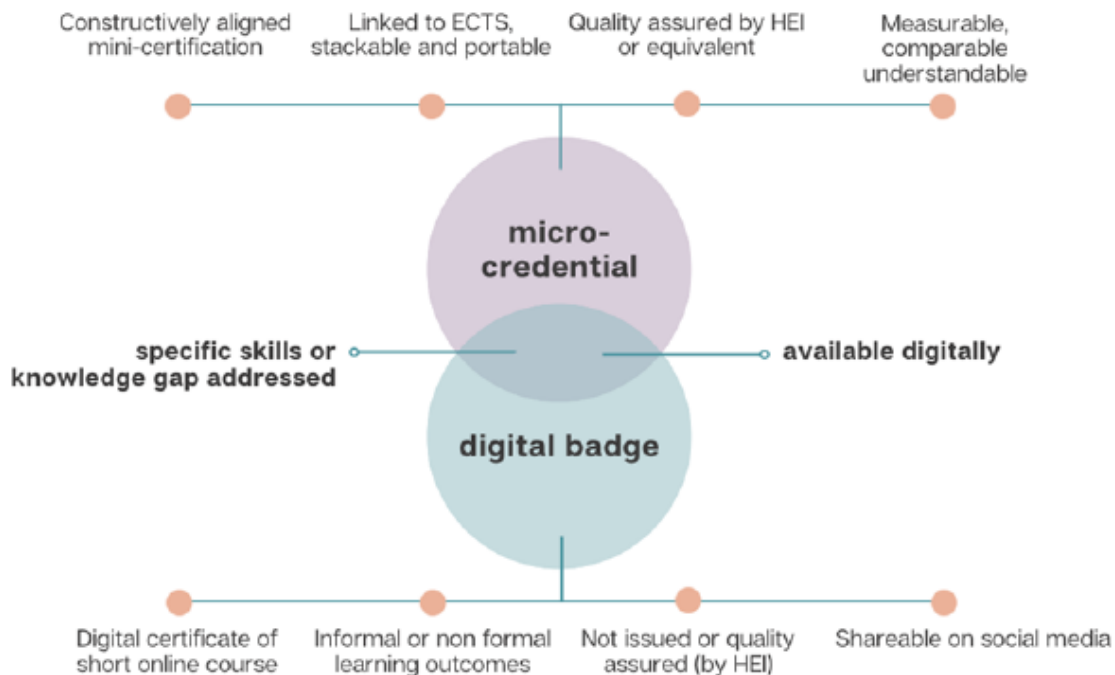 Constructively aligned
mini-certification
Linked to ECTS,
stackable and portable
Quality assured by HEI
or equivalent
Measurable,
comparable
understandable
micro-
credential
specific skills or
knowledge gap addressed
available digitally
digital badge
Digital certificate of
short online course
Informal or non formal
learning outcomes
Not issued or quality
assured (by HEI)
Shareable on social media